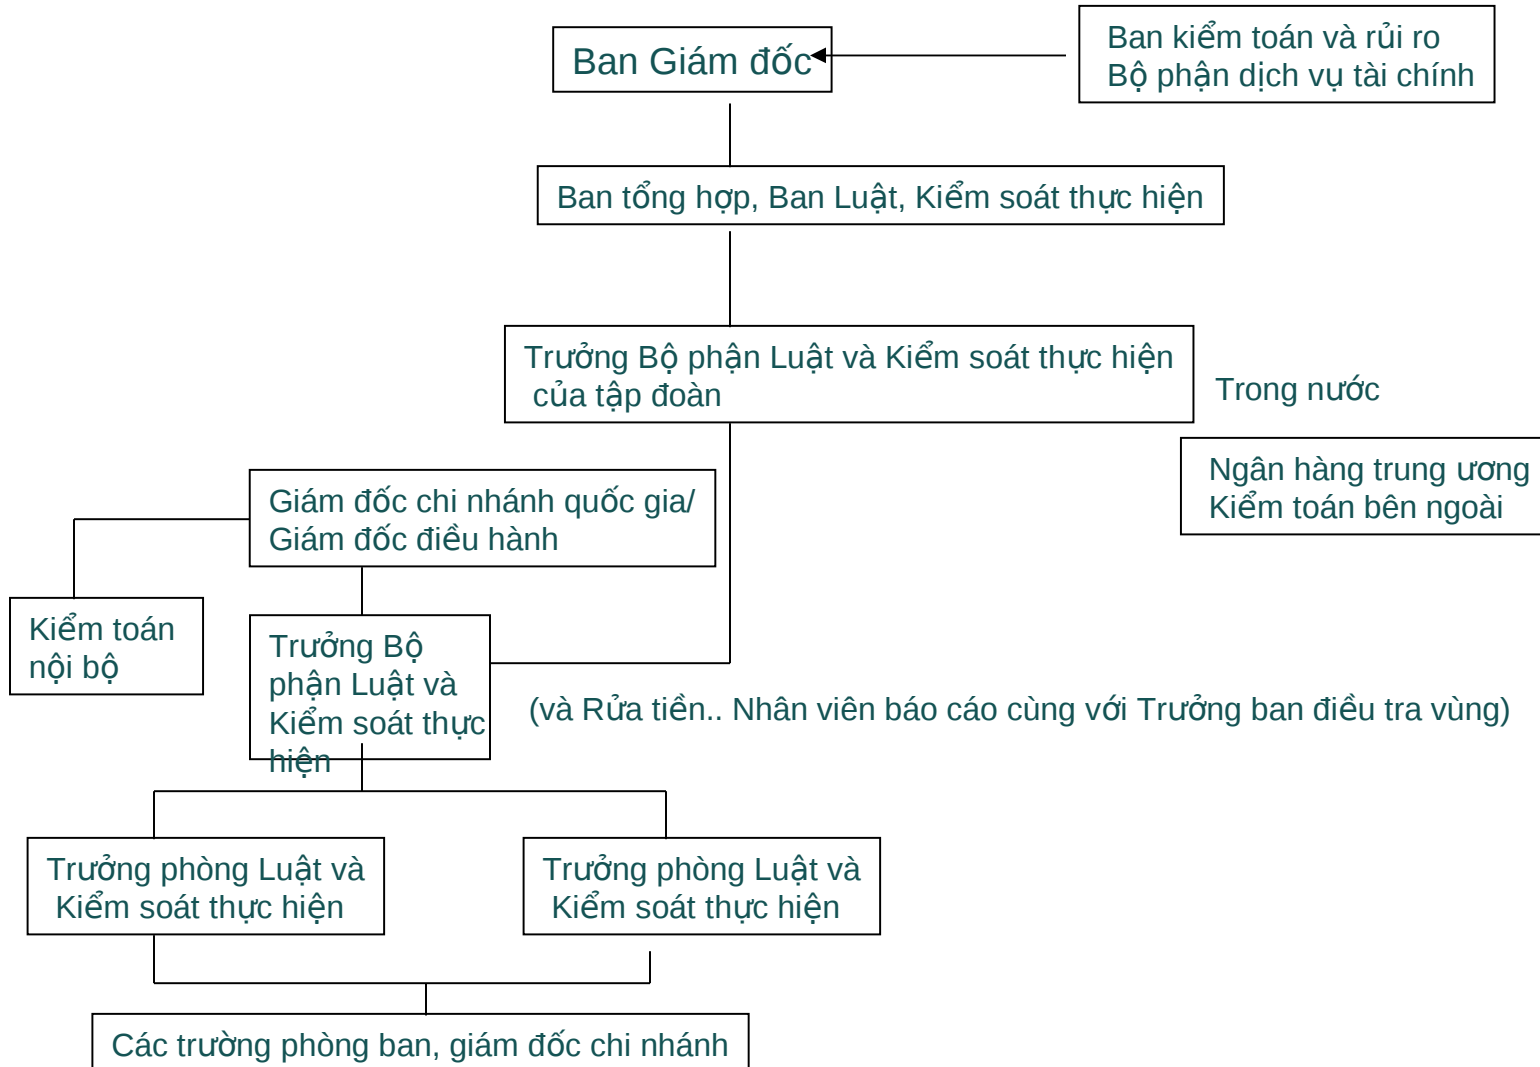 Ban Giám đốc
Ban kiểm toán và rủi ro
Bộ phận dịch vụ tài chính
Ban tổng hợp, Ban Luật, Kiểm soát thực hiện
Trưởng Bộ phận Luật và Kiểm soát thực hiện
của tập đoàn
Trong nước
Ngân hàng trung ương
Kiểm toán bên ngoài
Giám đốc chi nhánh quốc gia/
Giám đốc điều hành
Kiểm toán
nội bộ
Trưởng Bộ
phận Luật và
Kiểm soát thực
hiện
(và Rửa tiền.. Nhân viên báo cáo cùng với Trưởng ban điều tra vùng)
Trưởng phòng Luật và
Kiểm soát thực hiện
Trưởng phòng Luật và
Kiểm soát thực hiện
Các trường phòng ban, giám đốc chi nhánh